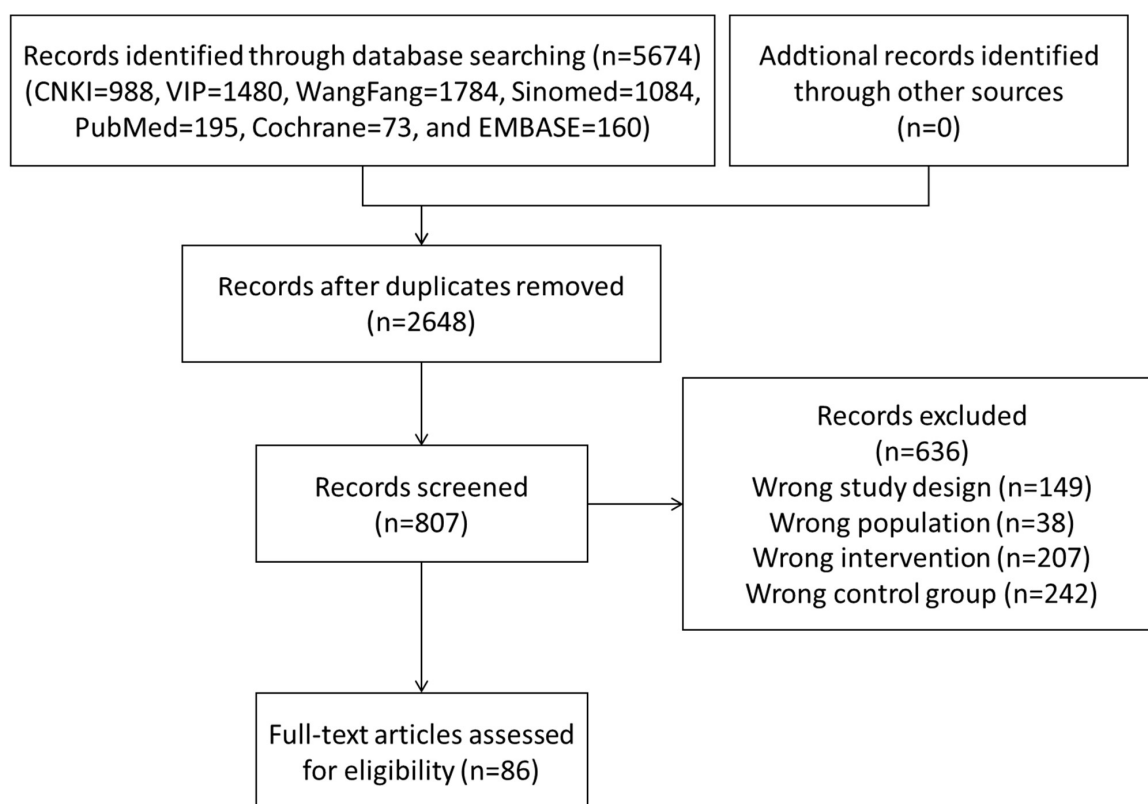 Records identified through database searching (n=5674)
(CNKI=988, VIP=1480, WangFang=1784, Sinomed=1084,
PubMed=195, Cochrane=73, and EMBASE=160)
Addtional records identified
through other sources
(n=0)
Records after duplicates removed
(n=2648)
Records screened
(n=807)
Records excluded
(n=636)
Wrong study design (n=149)
Wrong population (n=38)
Wrong intervention (n=207)
Wrong control group (n=242)
Full-text articles assessed
for eligibility (n=86)